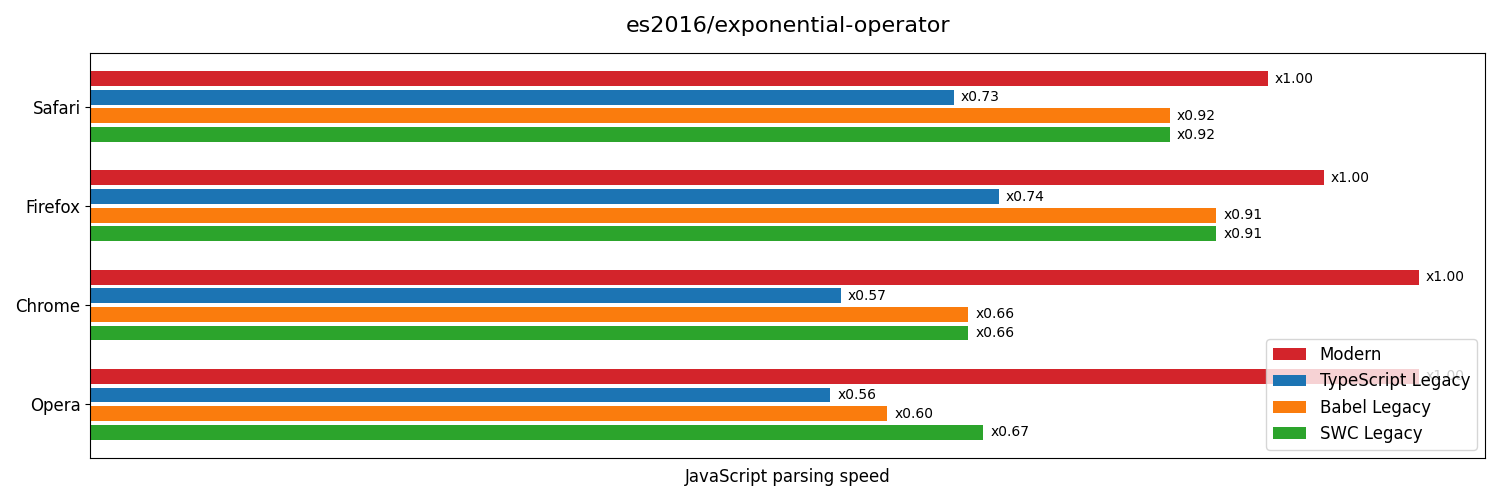 es2016/exponential-operator
Safari
x1.00
x0.73
x0.92
x0.92
Firefox
x1.00
x0.74
x0.91
x0.91
Chrome
x1.00
x0.57
x0.66
x0.66
Opera
x1.00
x0.56
x0.60
x0.67
Modern
TypeScript Legacy
Babel Legacy
SWC Legacy
JavaScript parsing speed